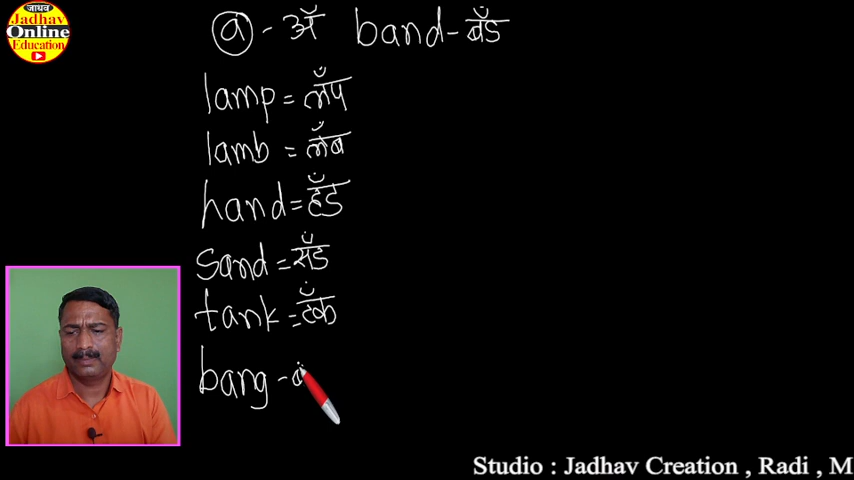 जाधव
Jadhav
Online
Education
a - ॲँ band - बँड
lamp = लँप
lamb = लँब
hand = हँड
sand = सँड
tank = टँक
bang - ब
Studio : Jadhav Creation , Radi , M